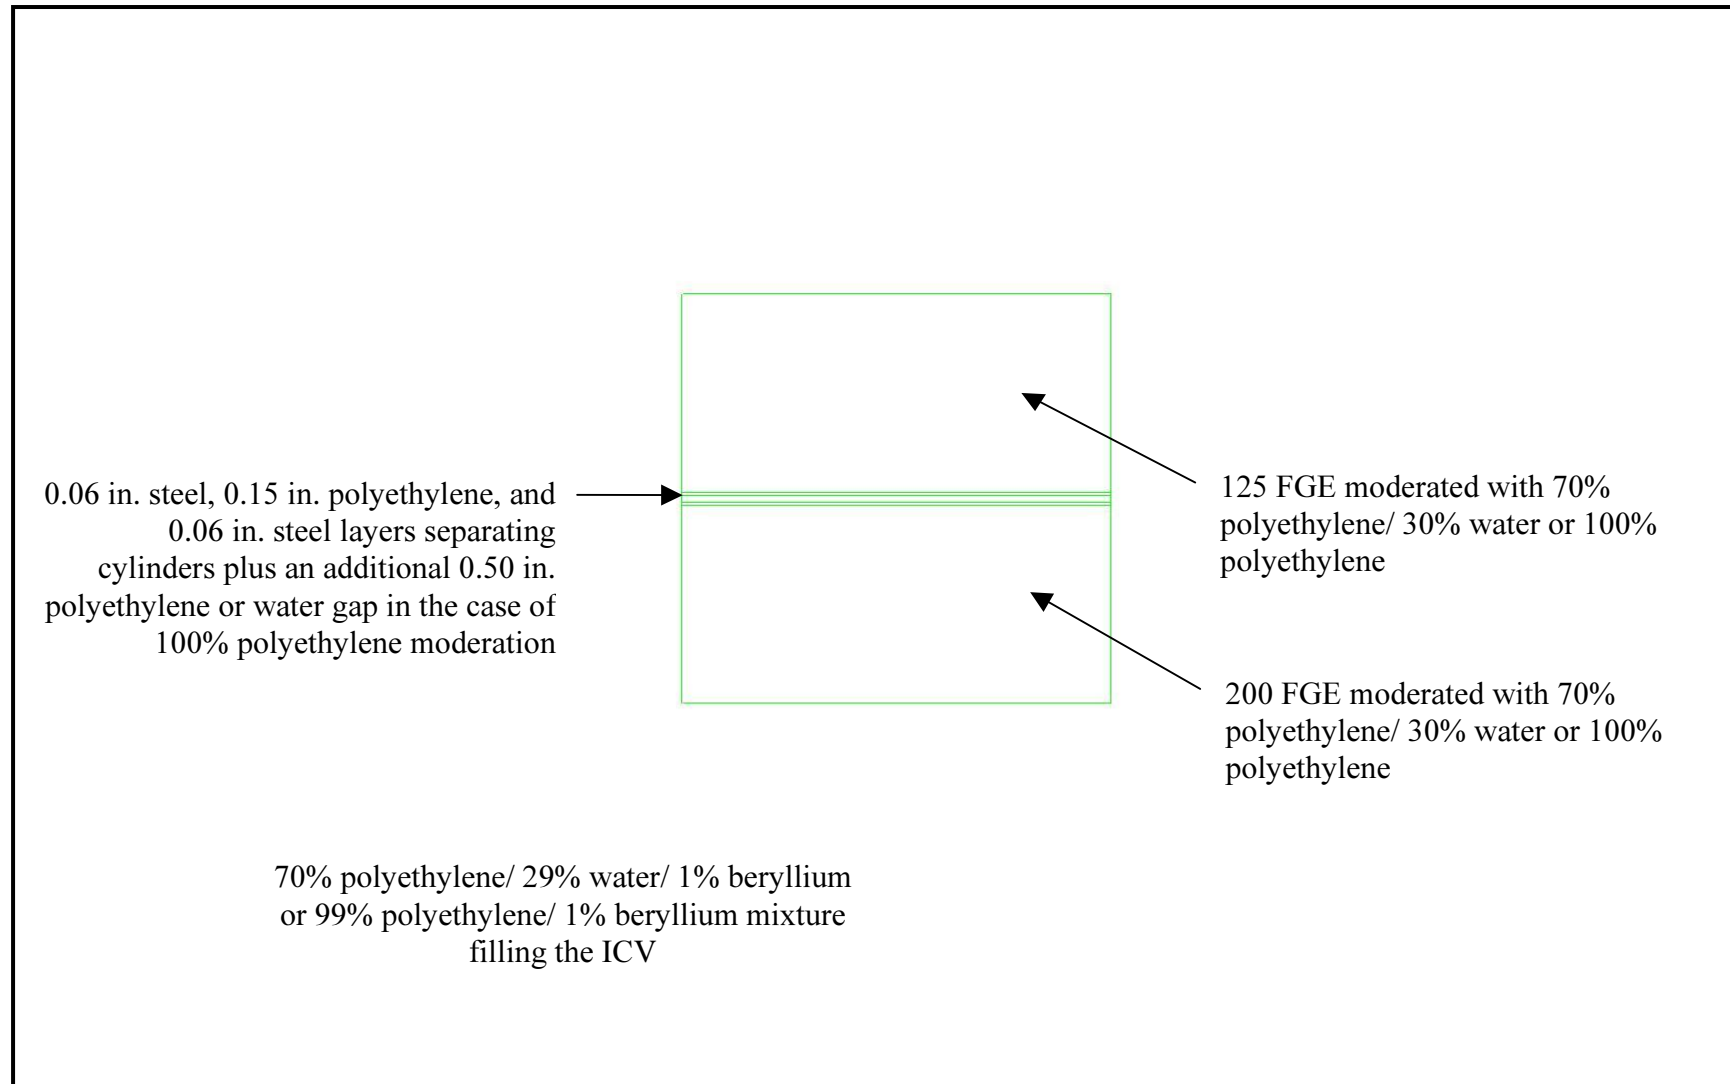 0.06 in. steel, 0.15 in. polyethylene, and
0.06 in. steel layers separating
cylinders plus an additional 0.50 in.
polyethylene or water gap in the case of
100% polyethylene moderation
125 FGE moderated with 70%
polyethylene/ 30% water or 100%
polyethylene
200 FGE moderated with 70%
polyethylene/ 30% water or 100%
polyethylene
70% polyethylene/ 29% water/ 1% beryllium
or 99% polyethylene/ 1% beryllium mixture
filling the ICV